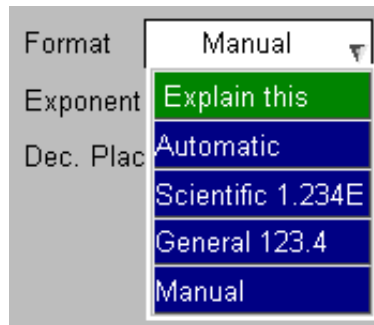 Format Manual
Exponent Explain this
Dec. Plac Automatic
Scientific 1.234E
General 123.4
Manual